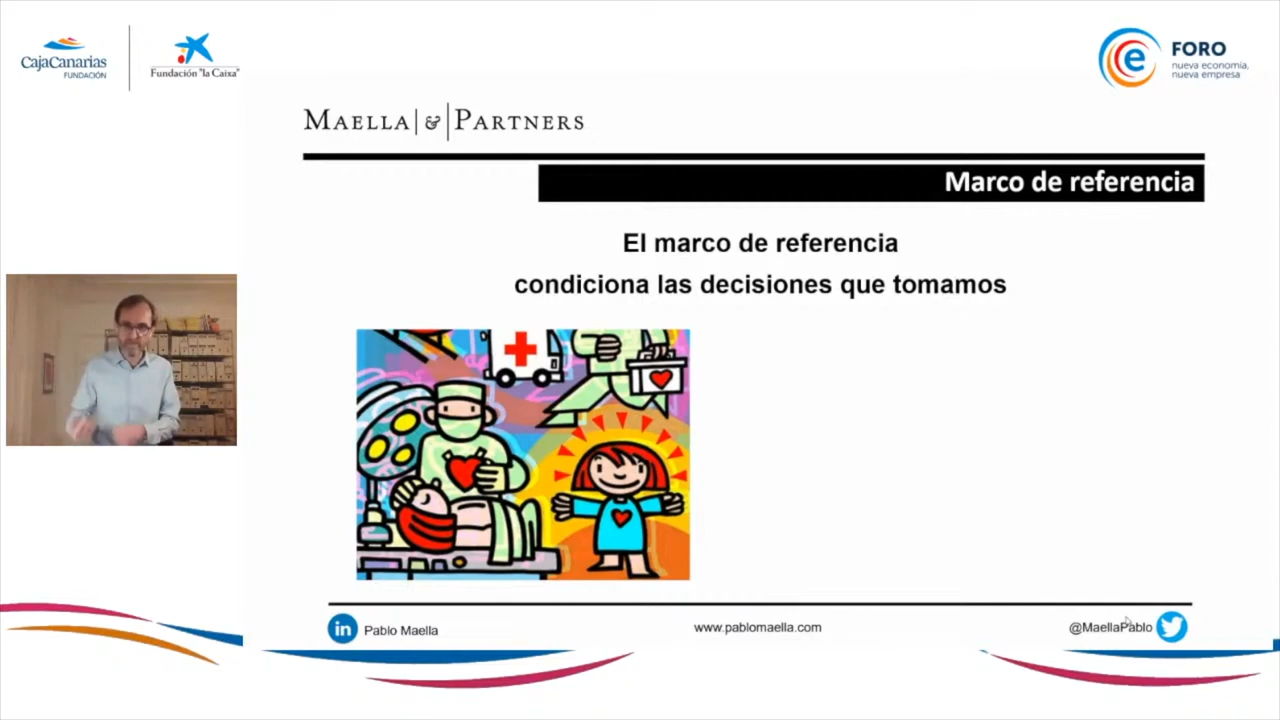 CajaCanarias
FUNDACIÓN
Fundación "la Caixa"
e
FORO
nueva economía,
nueva empresa
MAELLA & PARTNERS
Marco de referencia
El marco de referencia
condiciona las decisiones que tomamos
in
Pablo Maella
www.pablomaella.com
@MaellaPablo